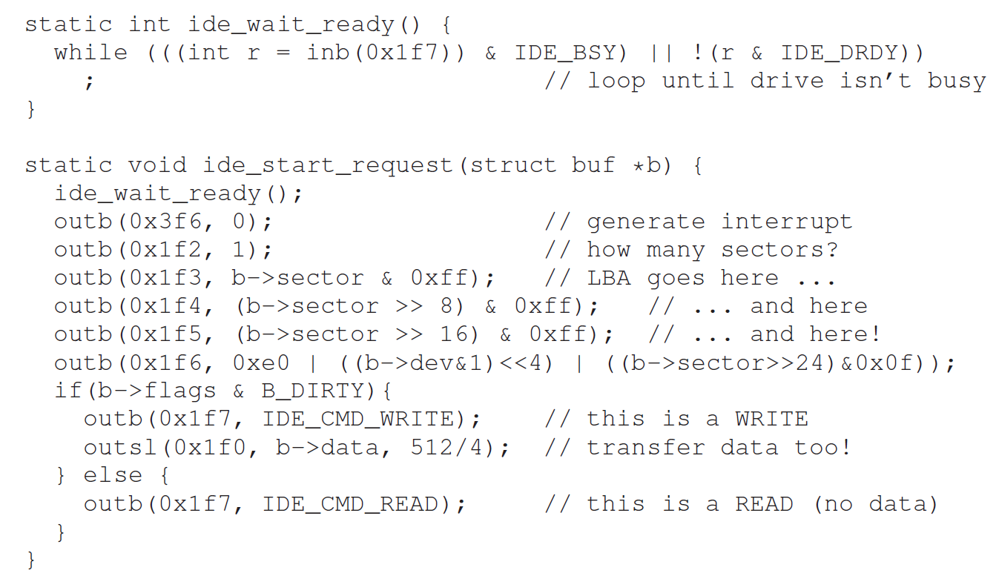 static int ide_wait_ready() {
  while (((int r = inb(0x1f7)) & IDE_BSY) || !(r & IDE_DRDY))
    ;                              // loop until drive isn’t busy
}

static void ide_start_request(struct buf *b) {
  ide_wait_ready();
  outb(0x3f6, 0);                  // generate interrupt
  outb(0x1f2, 1);                  // how many sectors?
  outb(0x1f3, b->sector & 0xff);   // LBA goes here ...
  outb(0x1f4, (b->sector >> 8) & 0xff);   // ... and here
  outb(0x1f5, (b->sector >> 16) & 0xff);  // ... and here!
  outb(0x1f6, 0xe0 | ((b->dev&1)<<4) | ((b->sector>>24)&0x0f));
  if(b->flags & B_DIRTY){
    outb(0x1f7, IDE_CMD_WRITE);    // this is a WRITE
    outsl(0x1f0, b->data, 512/4);  // transfer data too!
  } else {
    outb(0x1f7, IDE_CMD_READ);     // this is a READ (no data)
  }
}